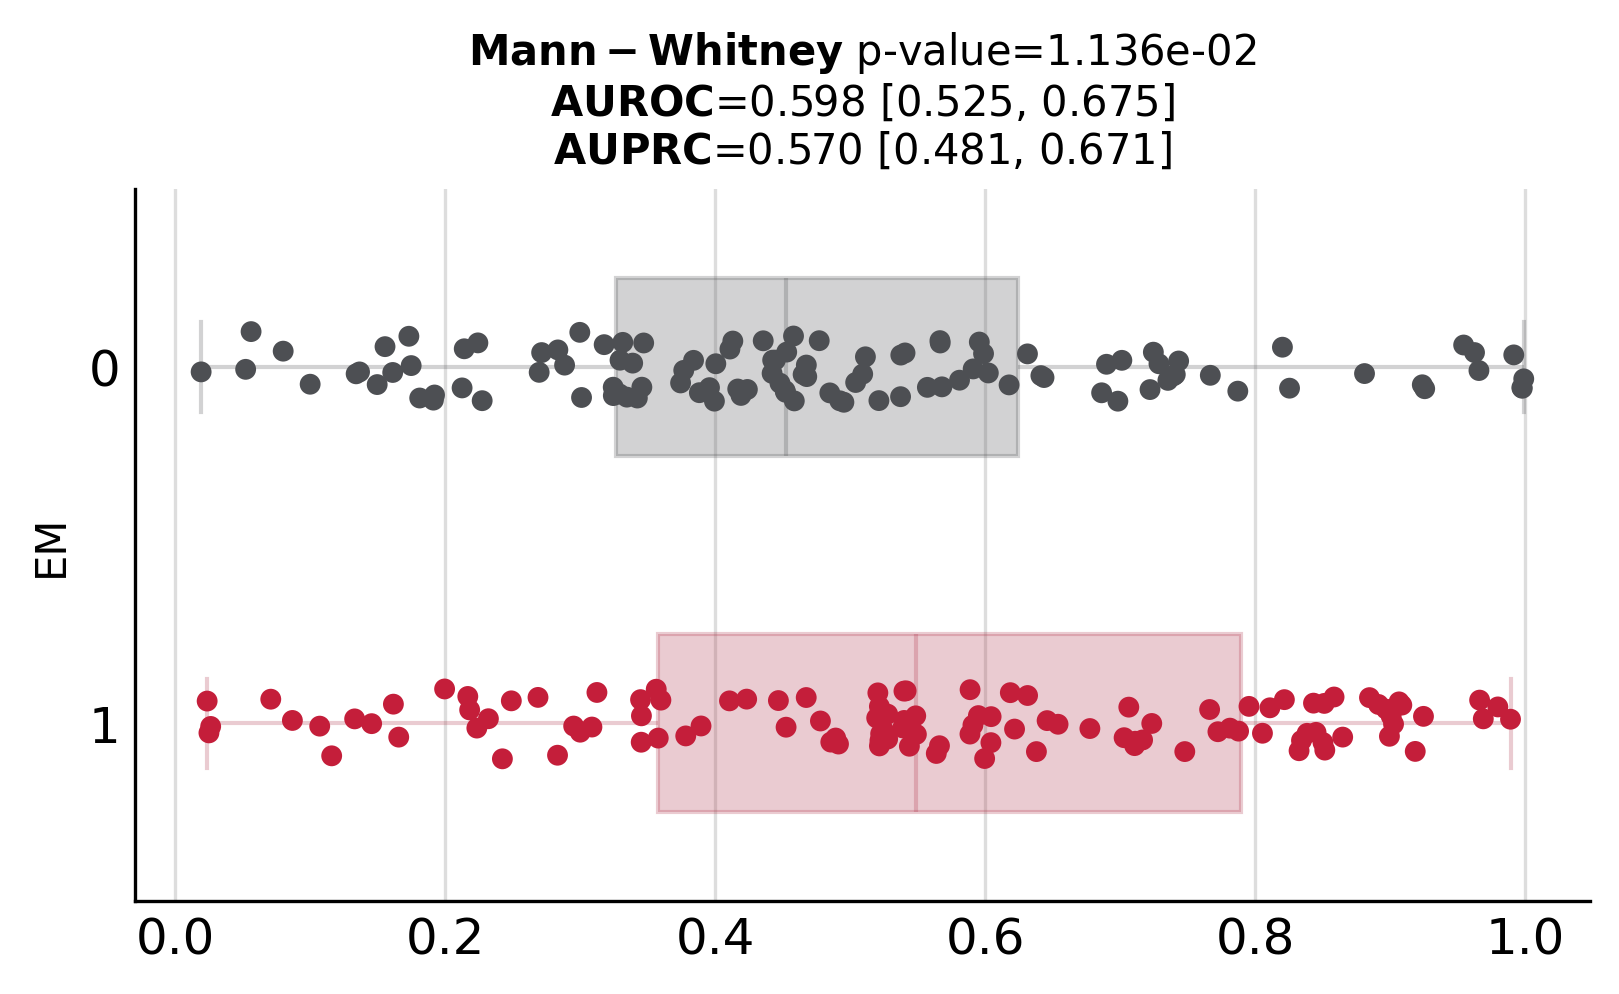 Mann−Whitney p-value=1.136e-02
AUROC=0.598 [0.525, 0.675]
AUPRC=0.570 [0.481, 0.671]
0
EM
1
0.0 0.2 0.4 0.6 0.8 1.0